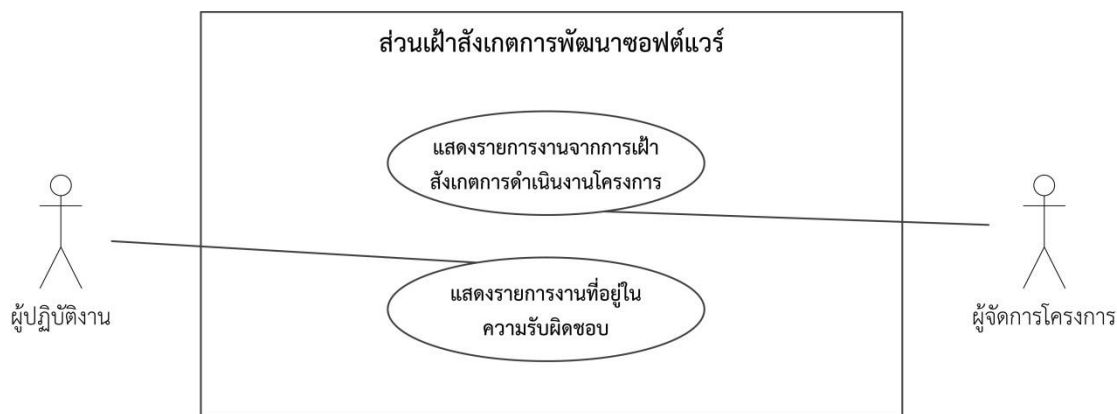 ส่วนเฝ้าสังเกตการพัฒนาซอฟต์แวร์
แสดงรายการงานจากการเฝ้า
สังเกตการดำเนินงานโครงการ
แสดงรายการงานที่อยู่ใน
ความรับผิดชอบ
ผู้ปฏิบัติงาน
ผู้จัดการโครงการ